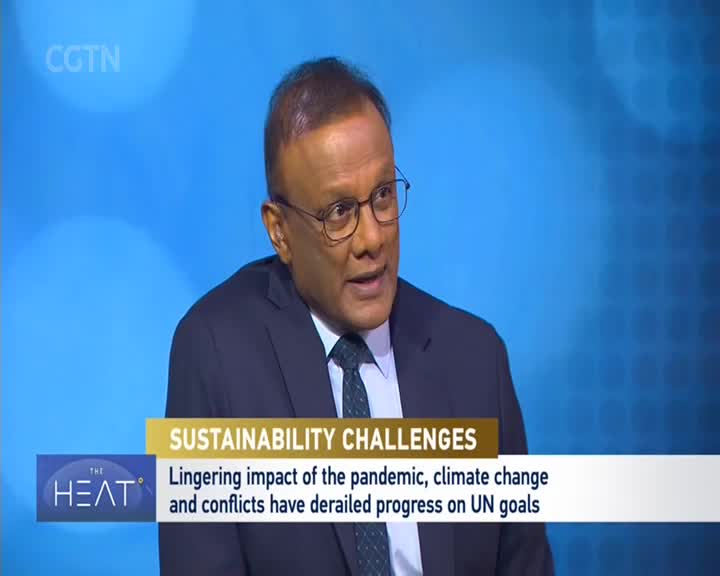 CGTN
SUSTAINABILITY CHALLENGES
THE
HEAT
Lingering impact of the pandemic, climate change
and conflicts have derailed progress on UN goals